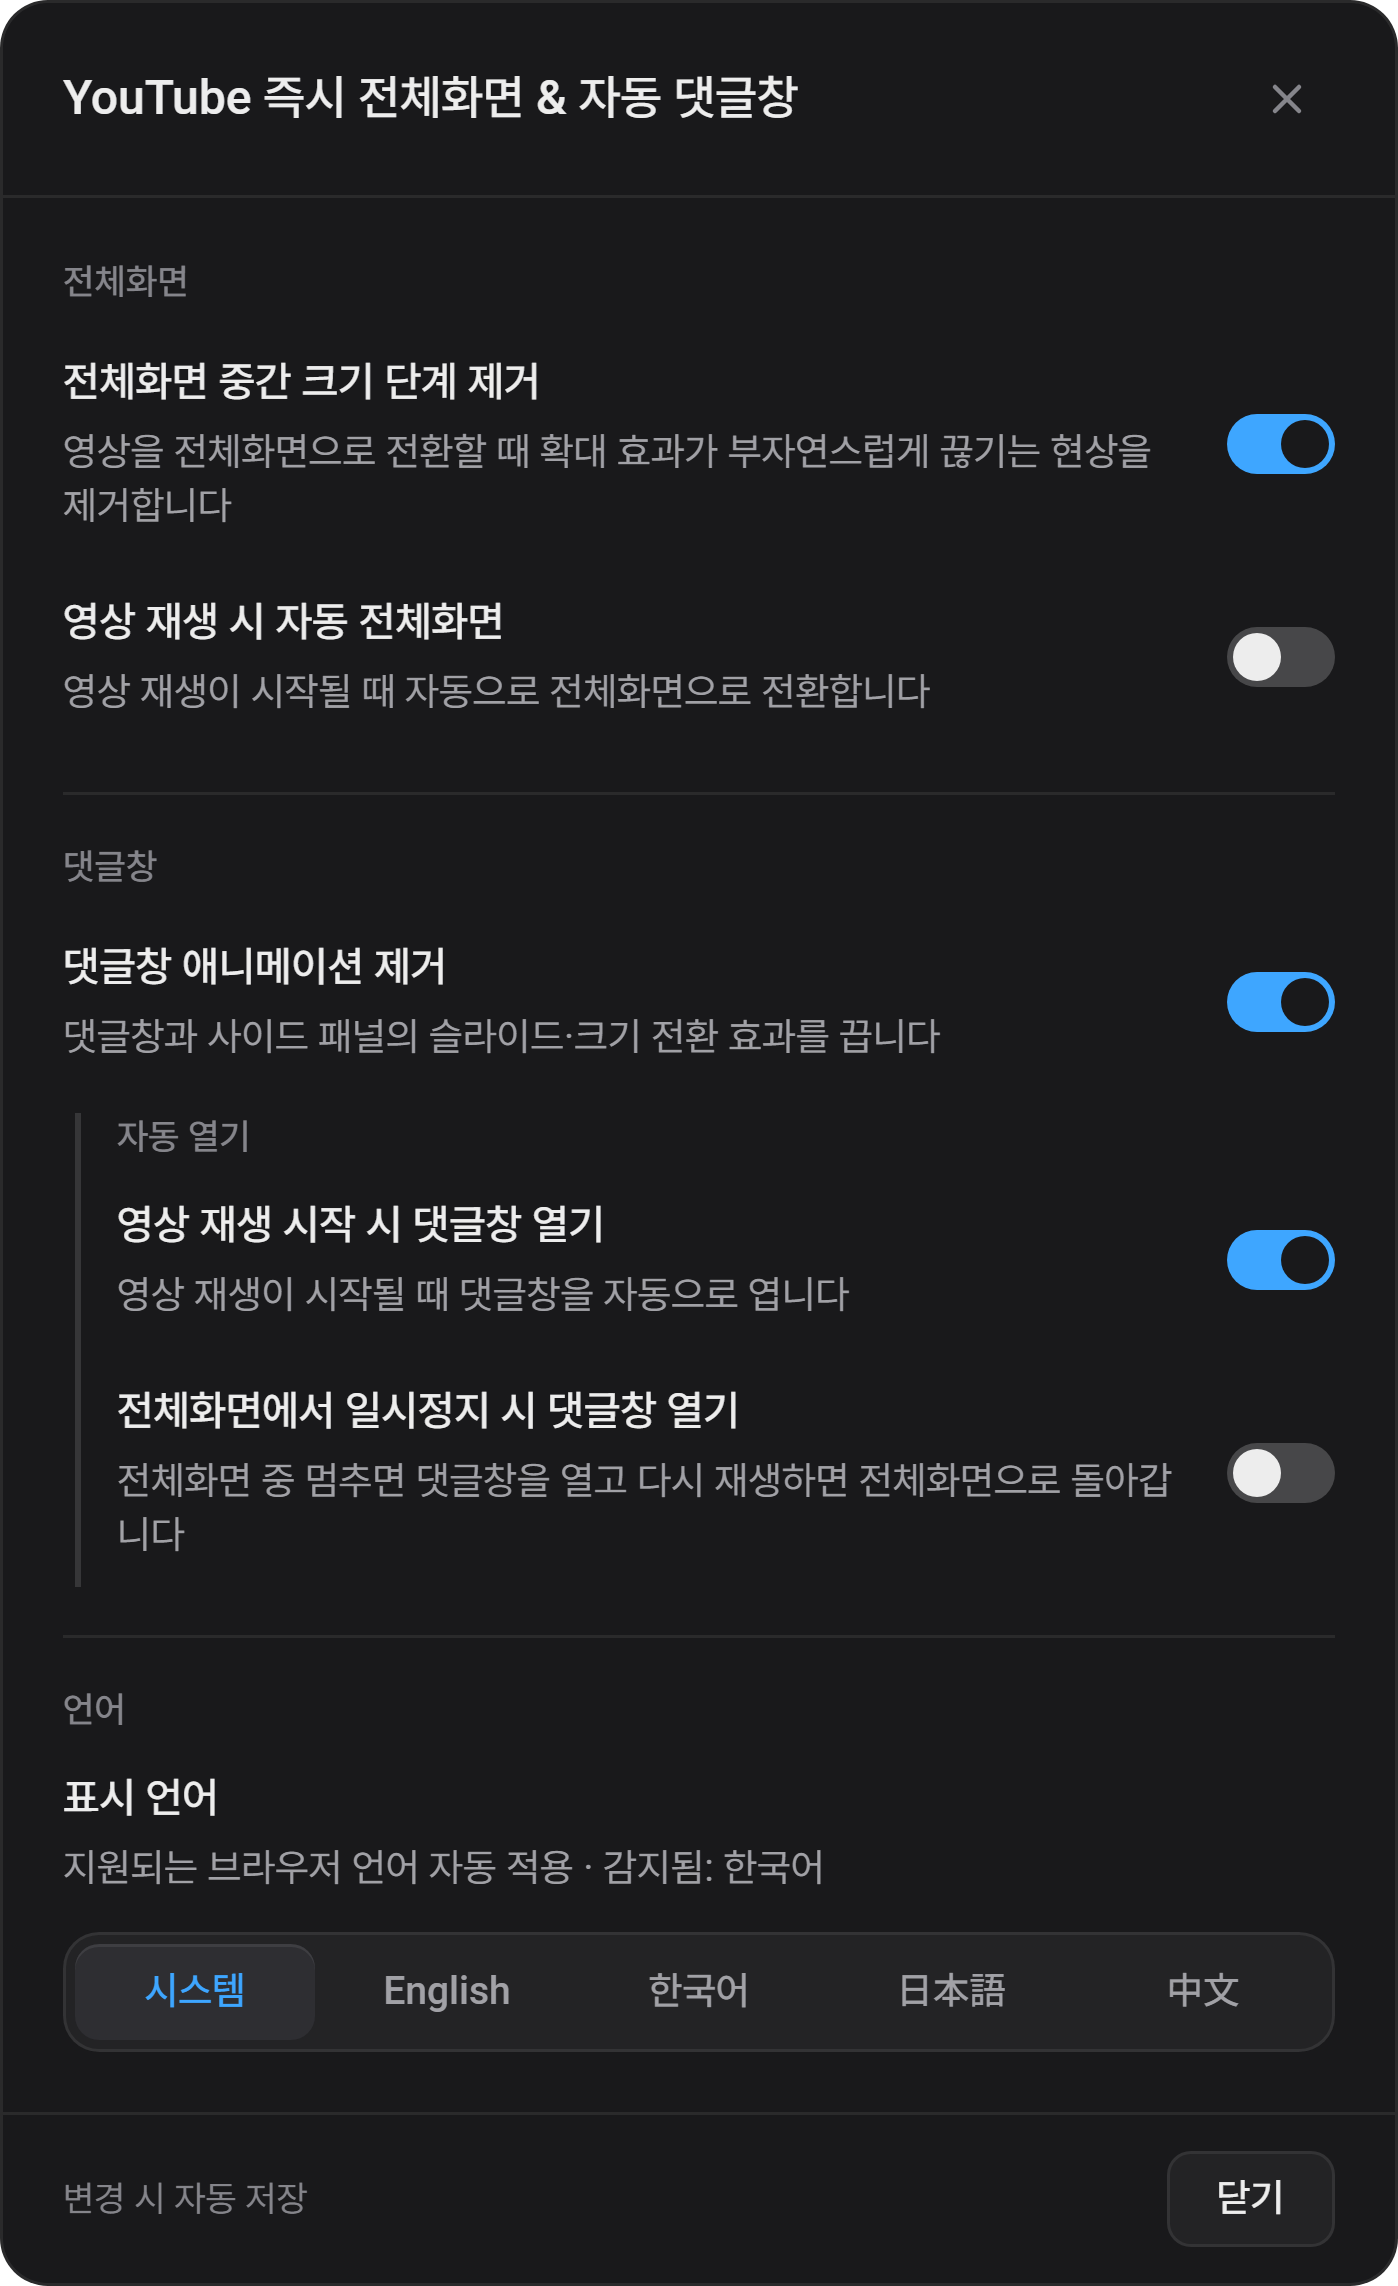 YouTube 즉시 전체화면 & 자동 댓글창
전체화면
전체화면 중간 크기 단계 제거
영상을 전체화면으로 전환할 때 확대 효과가 부자연스럽게 끊기는 현상을
제거합니다
영상 재생 시 자동 전체화면
영상 재생이 시작될 때 자동으로 전체화면으로 전환합니다
댓글창
댓글창 애니메이션 제거
댓글창과 사이드 패널의 슬라이드·크기 전환 효과를 끕니다
자동 열기
영상 재생 시작 시 댓글창 열기
영상 재생이 시작될 때 댓글창을 자동으로 엽니다
전체화면에서 일시정지 시 댓글창 열기
전체화면 중 멈추면 댓글창을 열고 다시 재생하면 전체화면으로 돌아갑
니다
언어
표시 언어
지원되는 브라우저 언어 자동 적용 · 감지됨: 한국어
시스템 English 한국어 日本語 中文
변경 시 자동 저장 닫기